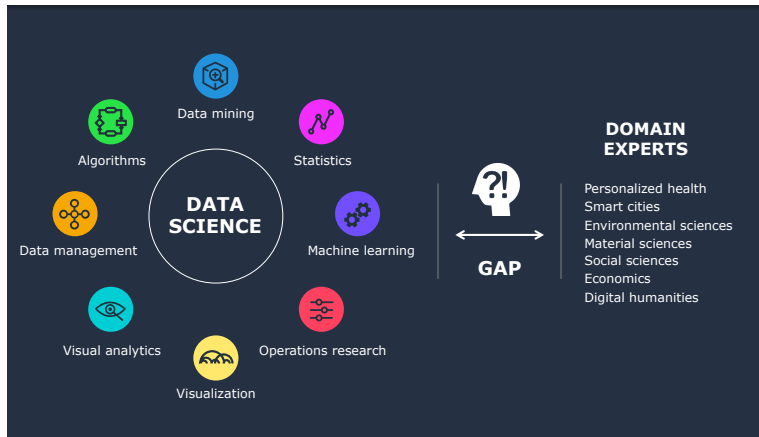 Data mining
Algorithms
Statistics
DATA
SCIENCE
Data management
Machine learning
Visual analytics
Operations research
Visualization
?!
GAP
DOMAIN
EXPERTS
Personalized health
Smart cities
Environmental sciences
Material sciences
Social sciences
Economics
Digital humanities